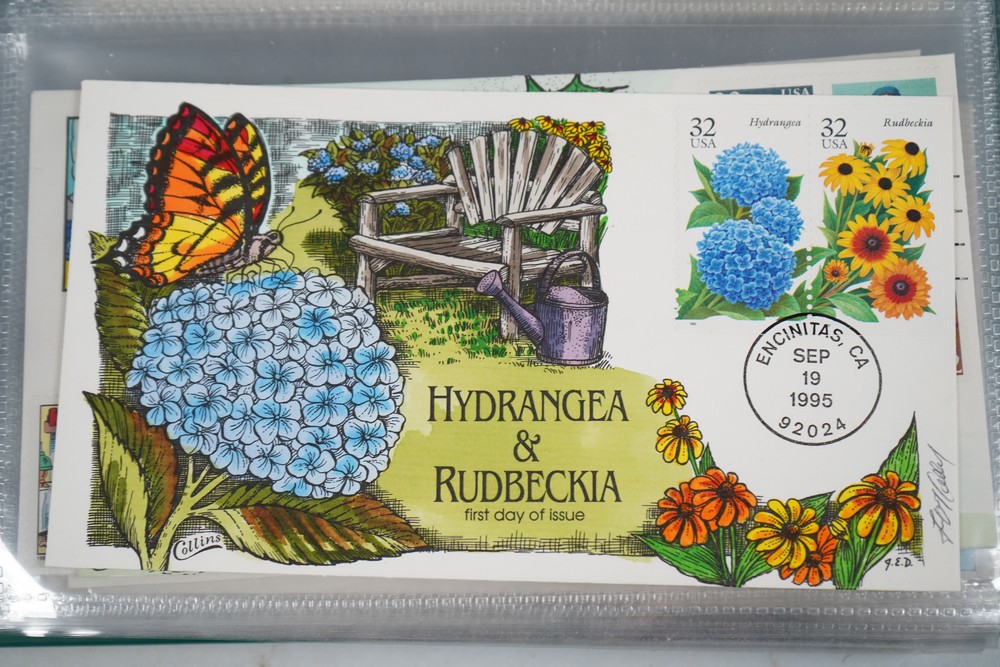 USA
32
USA
Hydrangea
32
USA
Rudbeckia
ENCINITAS, CA
SEP
19
1995
92024
HYDRANGEA
&
RUDBECKIA
first day of issue
Collins
J.E.D.